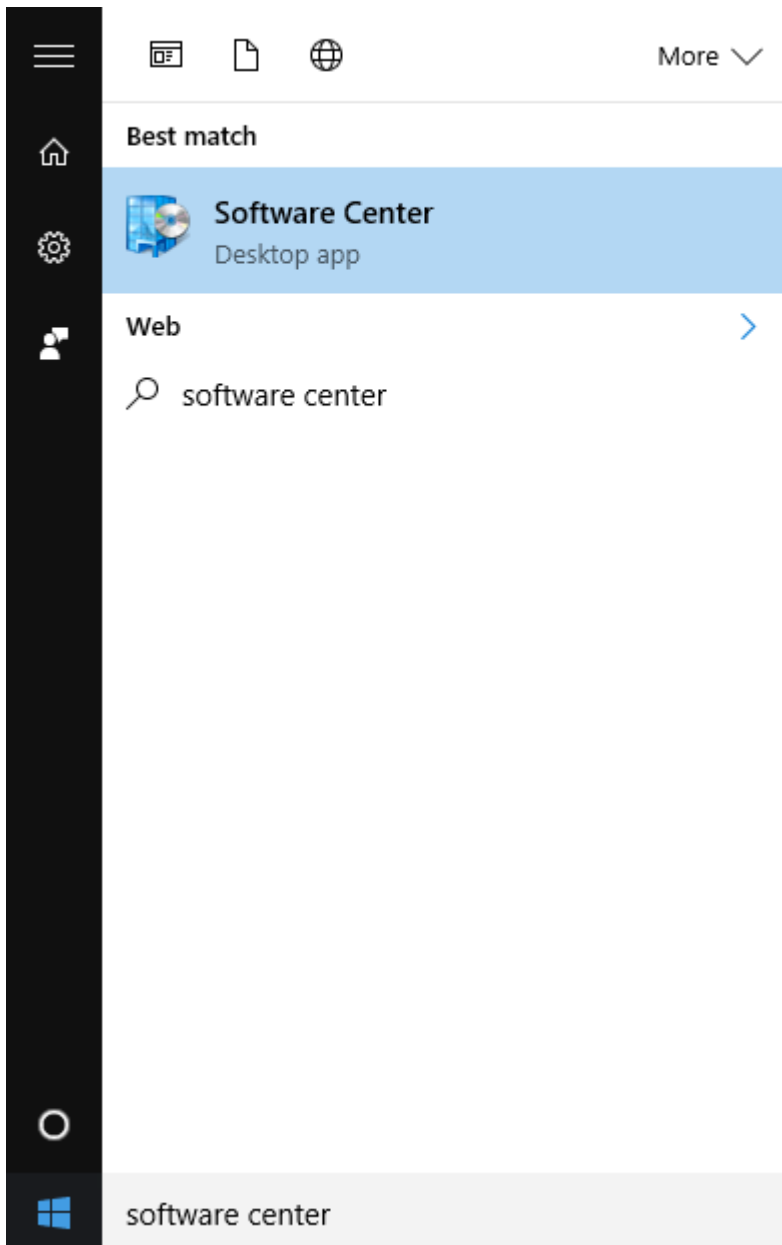 More
Best match
Software Center
Desktop app
Web
software center
software center